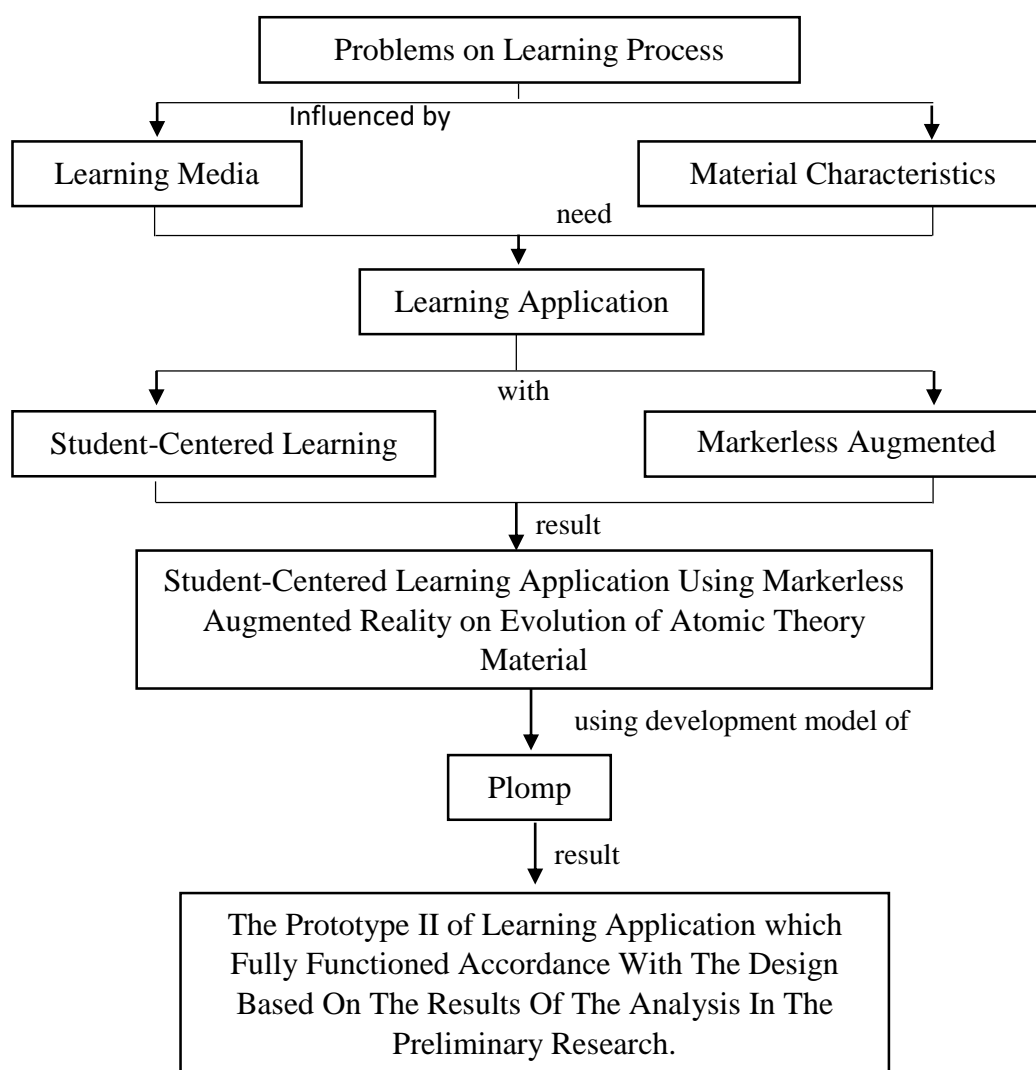 Problems on Learning Process
Influenced by
Learning Media
Material Characteristics
need
Learning Application
with
Student-Centered Learning
Markerless Augmented
result
Student-Centered Learning Application Using Markerless
Augmented Reality on Evolution of Atomic Theory
Material
using development model of
Plomp
result
The Prototype II of Learning Application which
Fully Functioned Accordance With The Design
Based On The Results Of The Analysis In The
Preliminary Research.